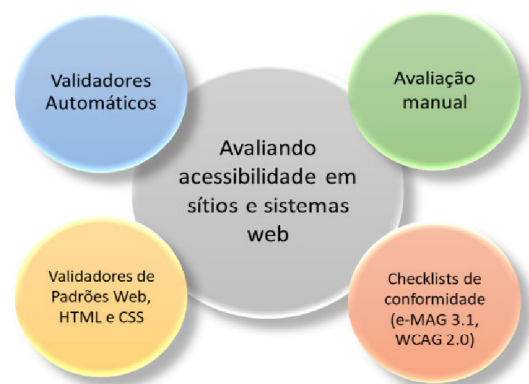 Validadores
Automáticos
Avaliação
manual
Avaliando
acessibilidade em
sítios e sistemas
web
Validadores de
Padrões Web,
HTML e CSS
Checklists de
conformidade
(e-MAG 3.1,
WCAG 2.0)